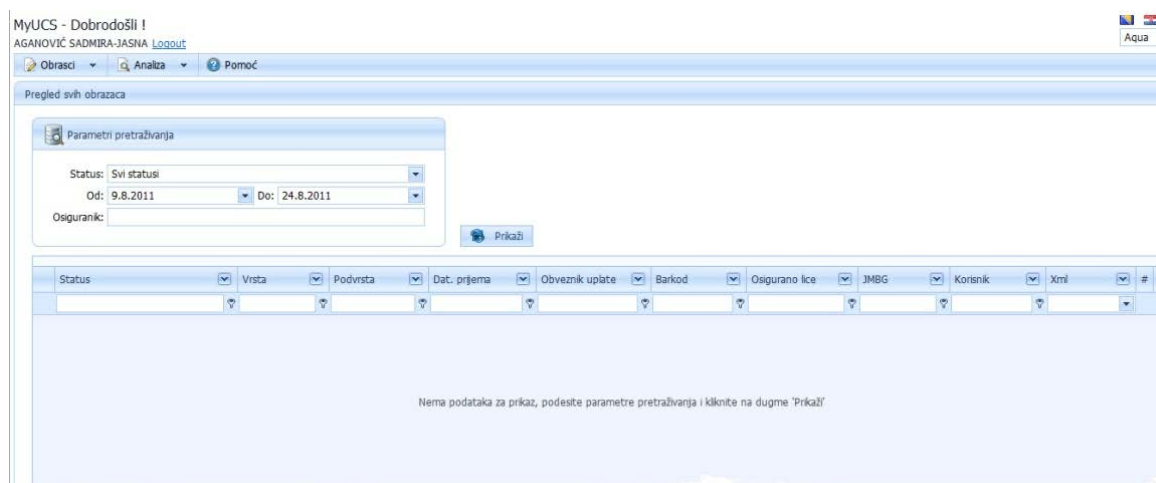 MyUCS - Dobrodošli !
AGANOVIĆ SADMIRA-JASNA Logout
Aqua
Obrasci Analiza Pomoć
Pregled svih obrazaca
Parametri pretraživanja
Status: Svi statusi
Od: 9.8.2011 Do: 24.8.2011
Osiguranik:
Prikaži
Status Vrsta Podvrsta Dat. prijema Obveznik uplate Barkod Osigurano lice JMBG Korisnik Xml #
Nema podataka za prikaz, podesite parametre pretraživanja i kliknite na dugme 'Prikaži'